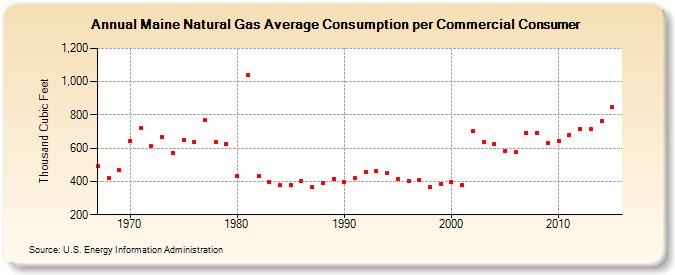 Annual Maine Natural Gas Average Consumption per Commercial Consumer
Thousand Cubic Feet
1,200
1,000
800
600
400
200
1970 1980 1990 2000 2010
Source: U.S. Energy Information Administration